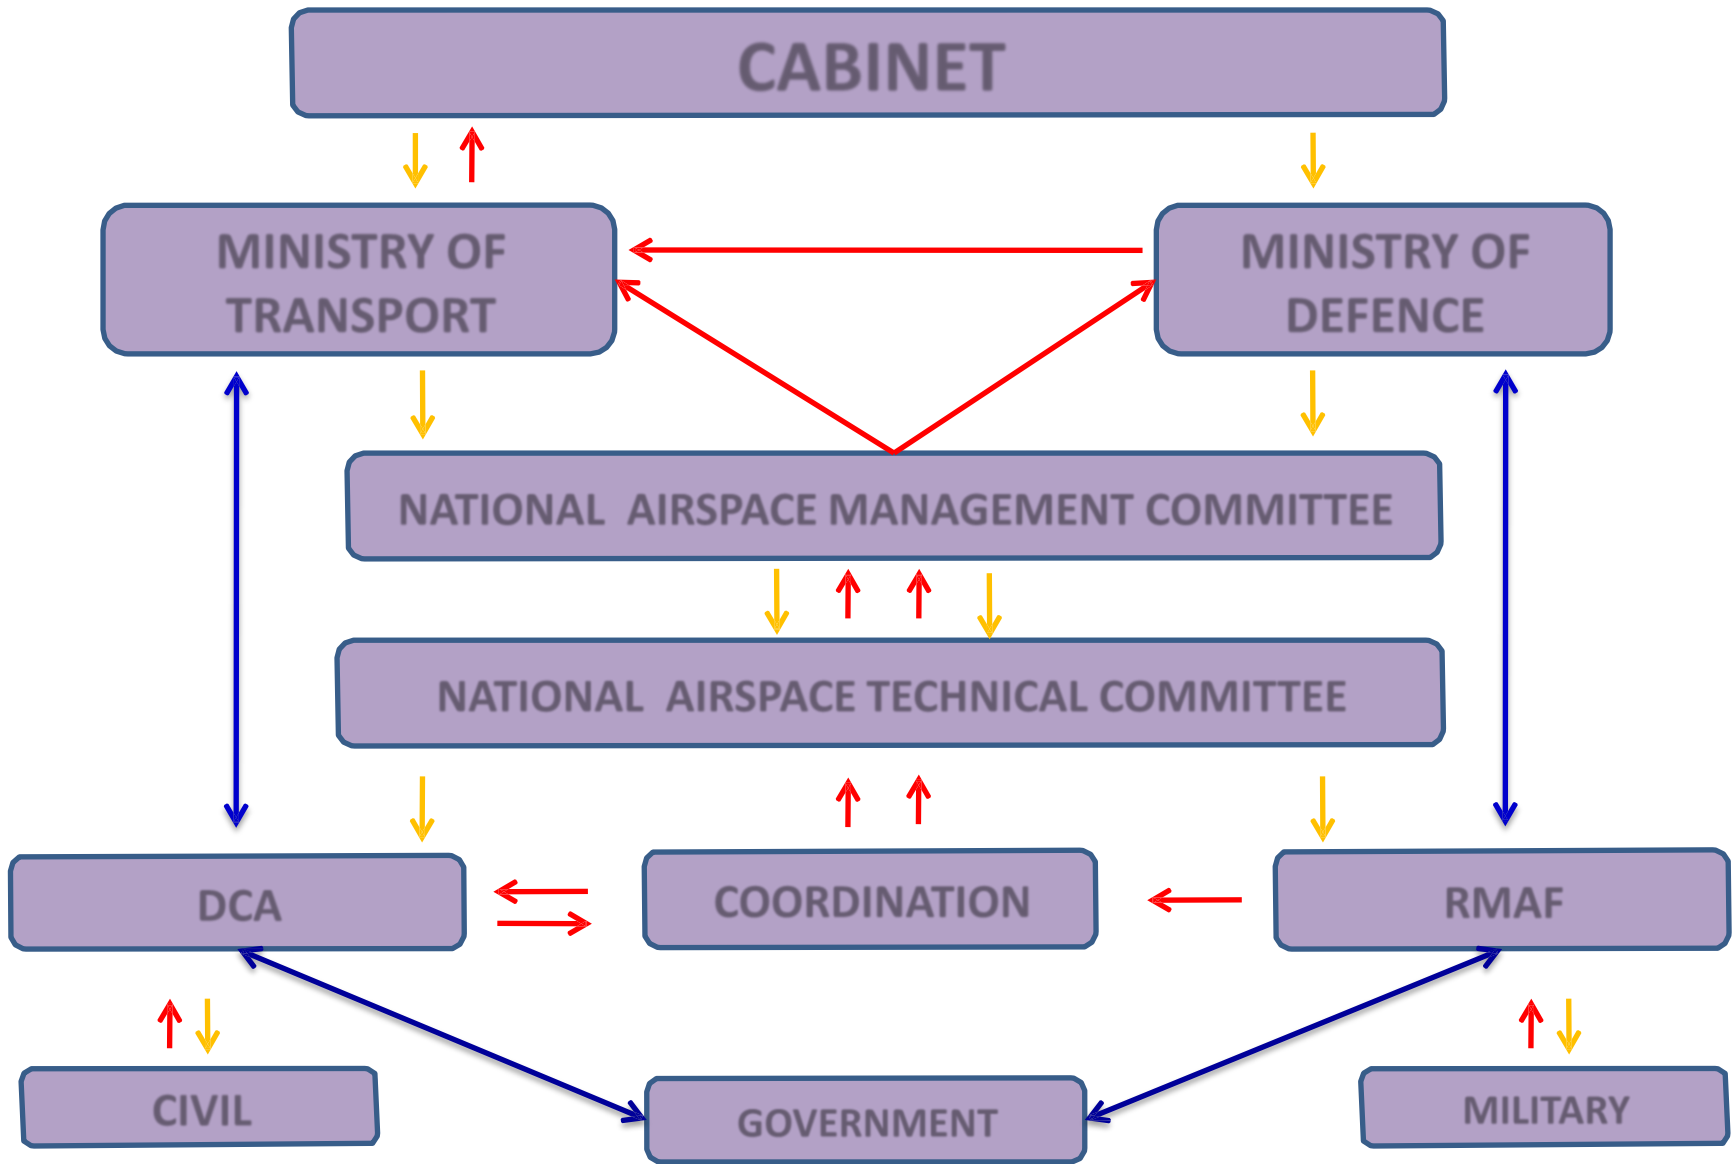 CABINET
MINISTRY OF
TRANSPORT
MINISTRY OF
DEFENCE
NATIONAL AIRSPACE MANAGEMENT COMMITTEE
NATIONAL AIRSPACE TECHNICAL COMMITTEE
DCA
COORDINATION
RMAF
CIVIL
GOVERNMENT
MILITARY